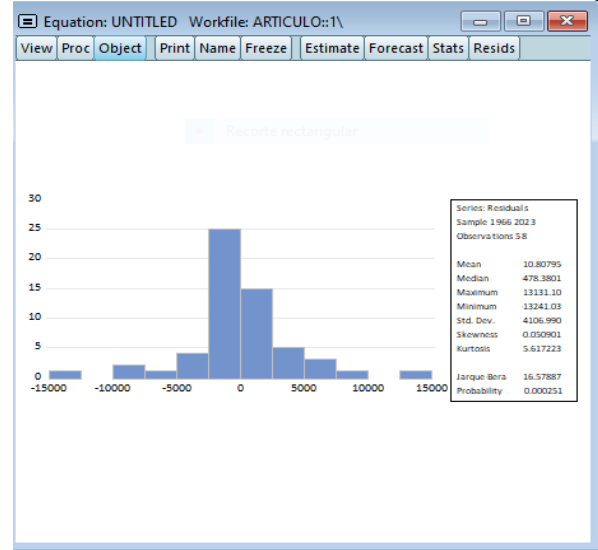 Equation: UNTITLED Workfile: ARTICULO::1\
View Proc Object Print Name Freeze Estimate Forecast Stats Resids
Recorte rectangular
30
25
20
15
10
5
0
-15000 -10000 -5000 0 5000 10000 15000
Series: Residuals
Sample 1966 2023
Observations 58
Mean 10.80795
Median -478.3801
Maximum 13131.10
Minimum -13241.03
Std. Dev. 4106.990
Skewness -0.050901
Kurtosis 5.617223
Jarque-Bera 16.57887
Probability 0.000251